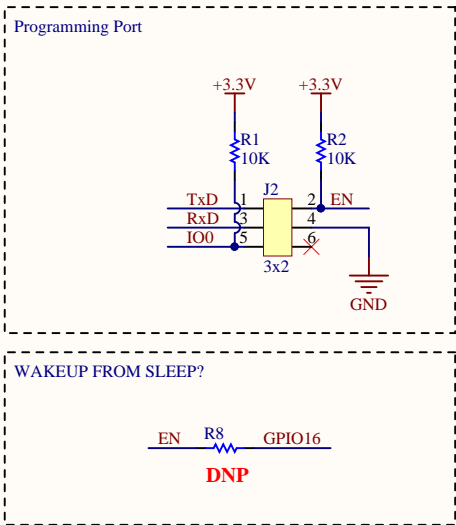 Programming Port
+3.3V +3.3V
R1 R2
10K 10K
J2
TxD 1 2 EN
RxD 3 4
IO0 5 6
3x2
GND
WAKEUP FROM SLEEP?
EN R8 GPIO16
DNP